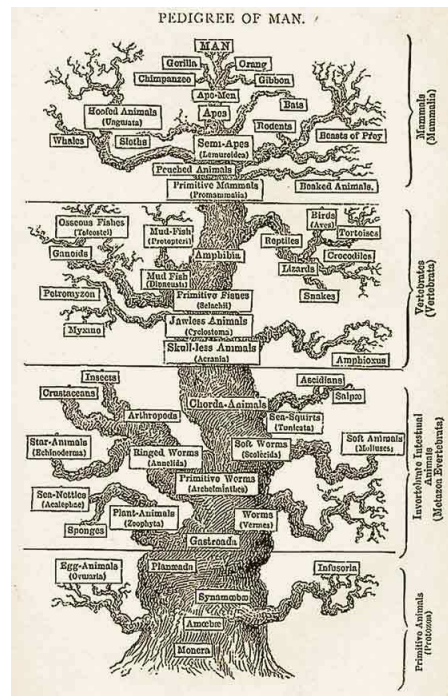 PEDIGREE OF MAN.
MAN
Gorilla
Orang
Chimpanzee
Gibbon
Ape-Men
Bats
Apes
Hoofed Animals
(Ungulata)
Rodents
Beasts of Prey
Whales
Sloths
Semi-Apes
(Lemuroidea)
Pouched Animals
Primitive Mammals
(Promammalia)
Beaked Animals.
Mammals
(Mammalia)
Osseous Fishes
(Teleostei)
Mud-Fish
(Protopteri)
Birds
(Aves)
Tortoises
Reptiles
Ganoids
Amphibia
Crocodiles
Lizards
Mud Fish
(Dipneusti)
Petromyzon
Primitive Fishes
(Selachii)
Snakes
Jawless Animals
(Cyclostoma)
Myxine
Skull-less Animals
(Acrania)
Amphioxus
Vertebrates
(Vertebrata)
Insects
Ascidians
Crustaceans
Salpæ
Chorda-Animals
Arthropods
Sea-Squirts
(Tunicata)
Star-Animals
(Echinoderma)
Soft Worms
(Scolecida)
Soft Animals
(Molluscs)
Ringed Worms
(Annelida)
Primitive Worms
(Archelminthes)
Sea-Nettles
(Acalephae)
Plant-Animals
(Zoophyta)
Worms
(Vermes)
Sponges
Gastreada
Invertebrate Intestinal
Animals
(Metazoa Evertebrata)
Egg-Animals
(Ovularia)
Planæada
Infusoria
Synamœbæ
Amœbæ
Monera
Primitive Animals
(Protozoa)